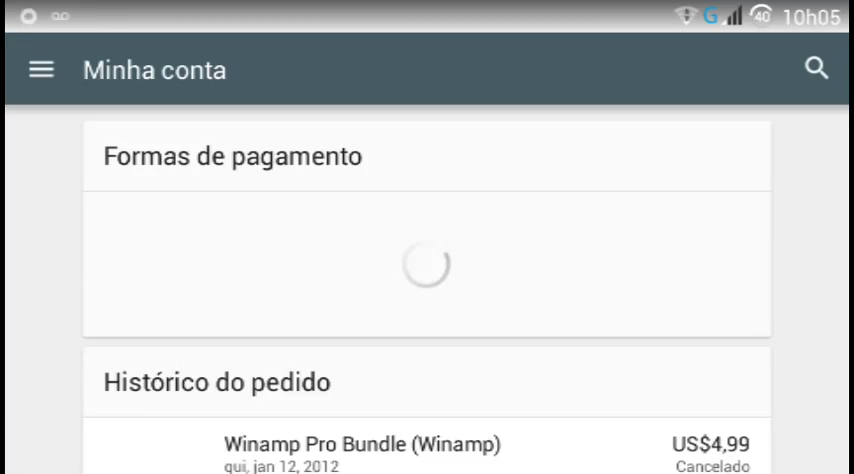 G 40 10h05
Minha conta
Formas de pagamento
Histórico do pedido
Winamp Pro Bundle (Winamp) US$4,99
qui, jan 12, 2012 Cancelado